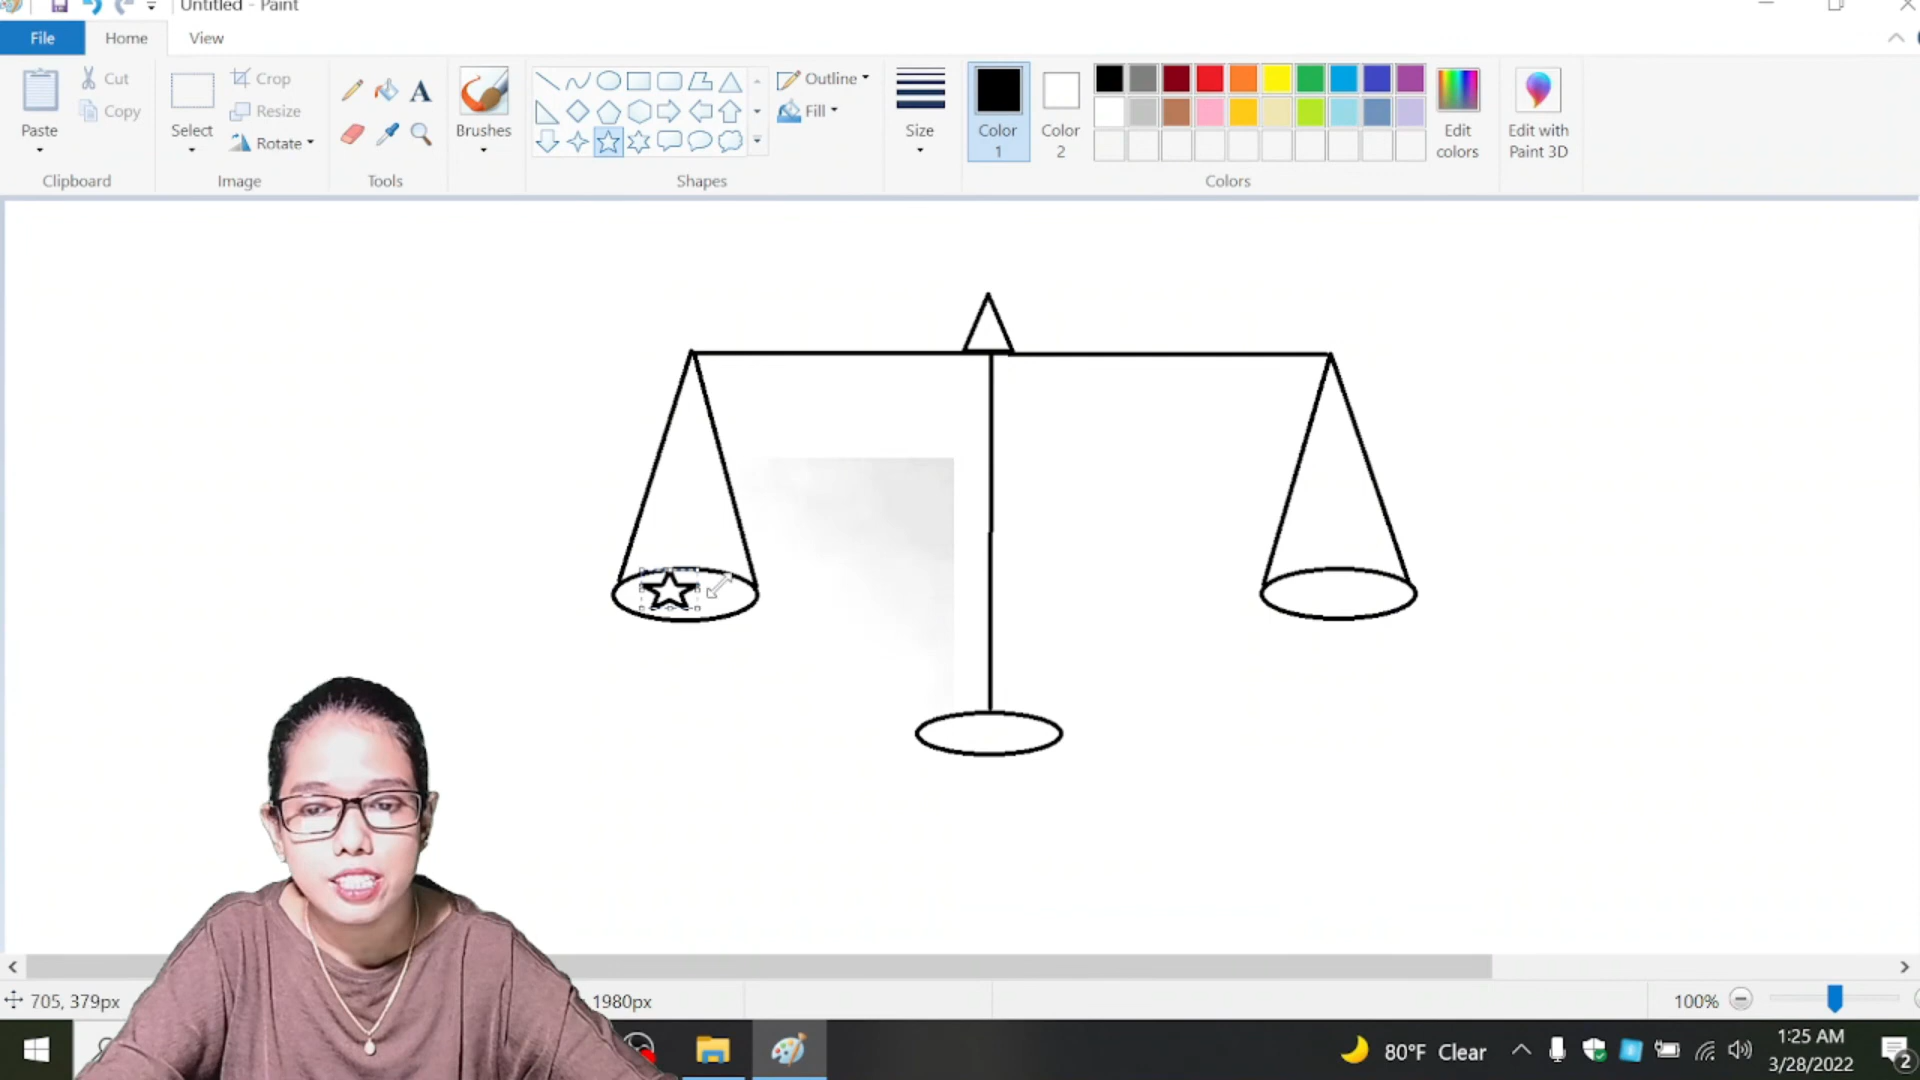 Untitled - Paint
File
Home
View
Paste
Cut
Copy
Clipboard
Select
Crop
Resize
Rotate
Image
A
Tools
Brushes
Shapes
Outline
Fill
Size
Color
1
Color
2
Colors
Edit
colors
Edit with
Paint 3D
705, 379px
1980px
100%
80°F Clear
1:25 AM
3/28/2022
2